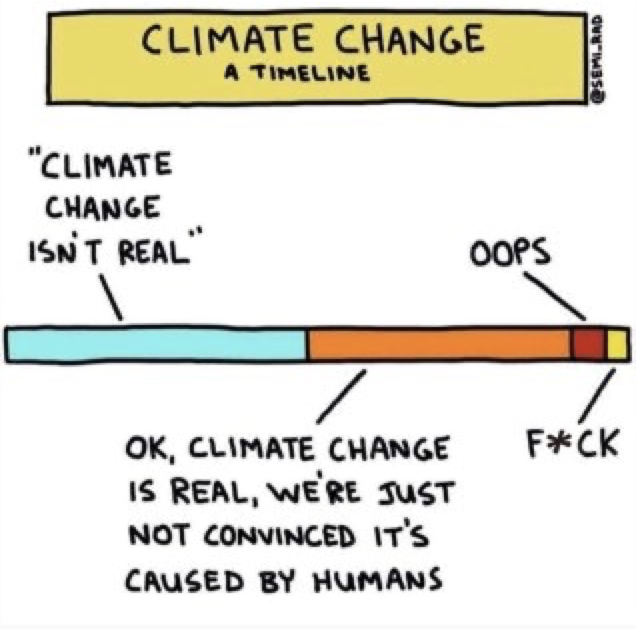 CLIMATE CHANGE
A TIMELINE
@SEMI_RAD
"CLIMATE
CHANGE
ISN'T REAL"
OOPS
OK, CLIMATE CHANGE
IS REAL, WE'RE JUST
NOT CONVINCED IT'S
CAUSED BY HUMANS
F*CK